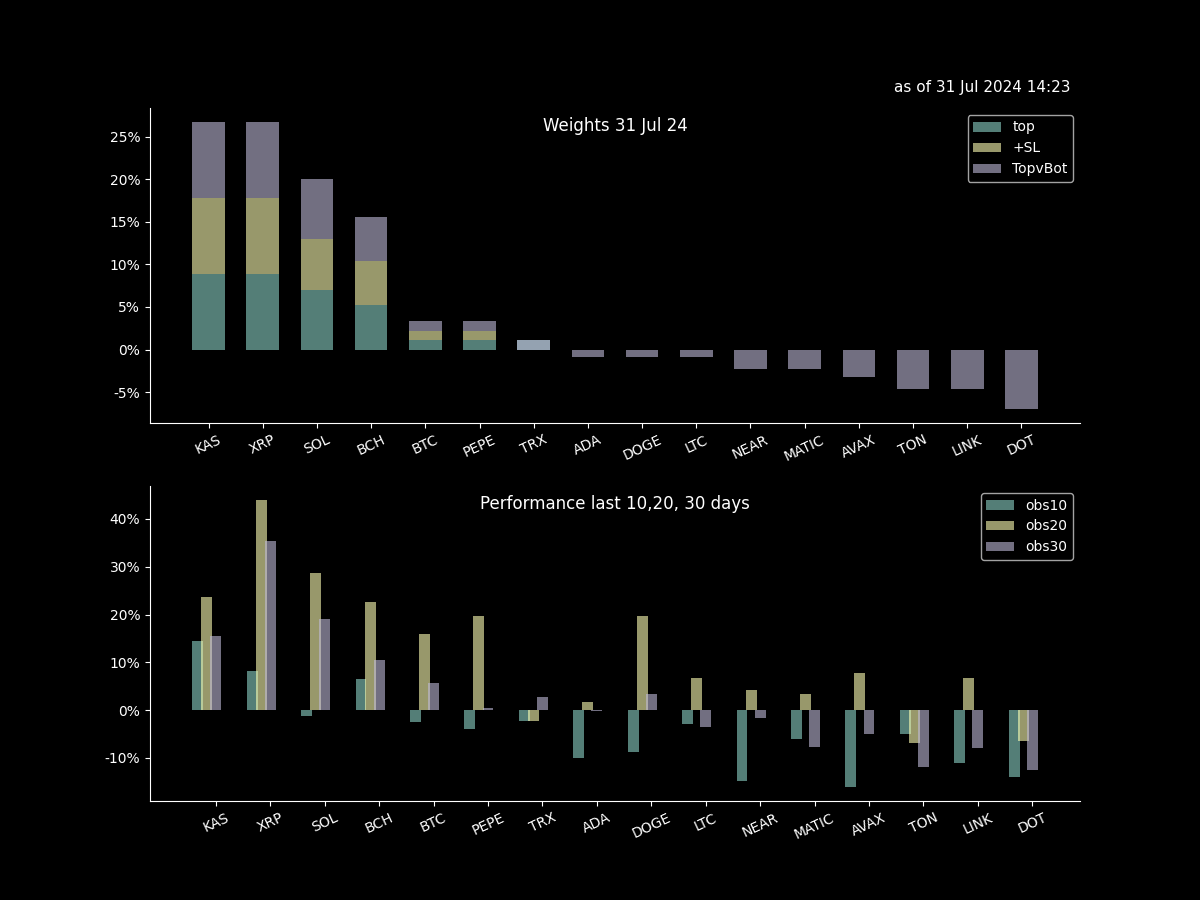 as of 31 Jul 2024 14:23
Weights 31 Jul 24
top
+SL
TopvBot
25%
20%
15%
10%
5%
0%
-5%
KAS XRP SOL BCH BTC PEPE TRX ADA DOGE LTC NEAR MATIC AVAX TON LINK DOT
Performance last 10,20, 30 days
obs10
obs20
obs30
40%
30%
20%
10%
0%
-10%
KAS XRP SOL BCH BTC PEPE TRX ADA DOGE LTC NEAR MATIC AVAX TON LINK DOT